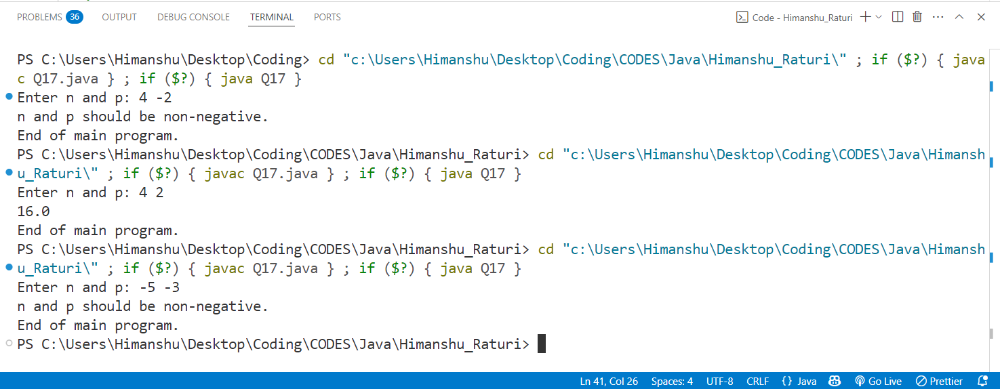 PROBLEMS 36 OUTPUT DEBUG CONSOLE TERMINAL PORTS Code - Himanshu_Raturi
PS C:\Users\Himanshu\Desktop\Coding> cd "c:\Users\Himanshu\Desktop\Coding\CODES\Java\Himanshu_Raturi\" ; if ($?) { java
c Q17.java } ; if ($?) { java Q17 }
Enter n and p: 4 -2
n and p should be non-negative.
End of main program.
PS C:\Users\Himanshu\Desktop\Coding\CODES\Java\Himanshu_Raturi> cd "c:\Users\Himanshu\Desktop\Coding\CODES\Java\Himansh
u_Raturi\" ; if ($?) { javac Q17.java } ; if ($?) { java Q17 }
Enter n and p: 4 2
16.0
End of main program.
PS C:\Users\Himanshu\Desktop\Coding\CODES\Java\Himanshu_Raturi> cd "c:\Users\Himanshu\Desktop\Coding\CODES\Java\Himansh
u_Raturi\" ; if ($?) { javac Q17.java } ; if ($?) { java Q17 }
Enter n and p: -5 -3
n and p should be non-negative.
End of main program.
PS C:\Users\Himanshu\Desktop\Coding\CODES\Java\Himanshu_Raturi>
Ln 41, Col 26 Spaces: 4 UTF-8 CRLF {} Java Go Live Prettier